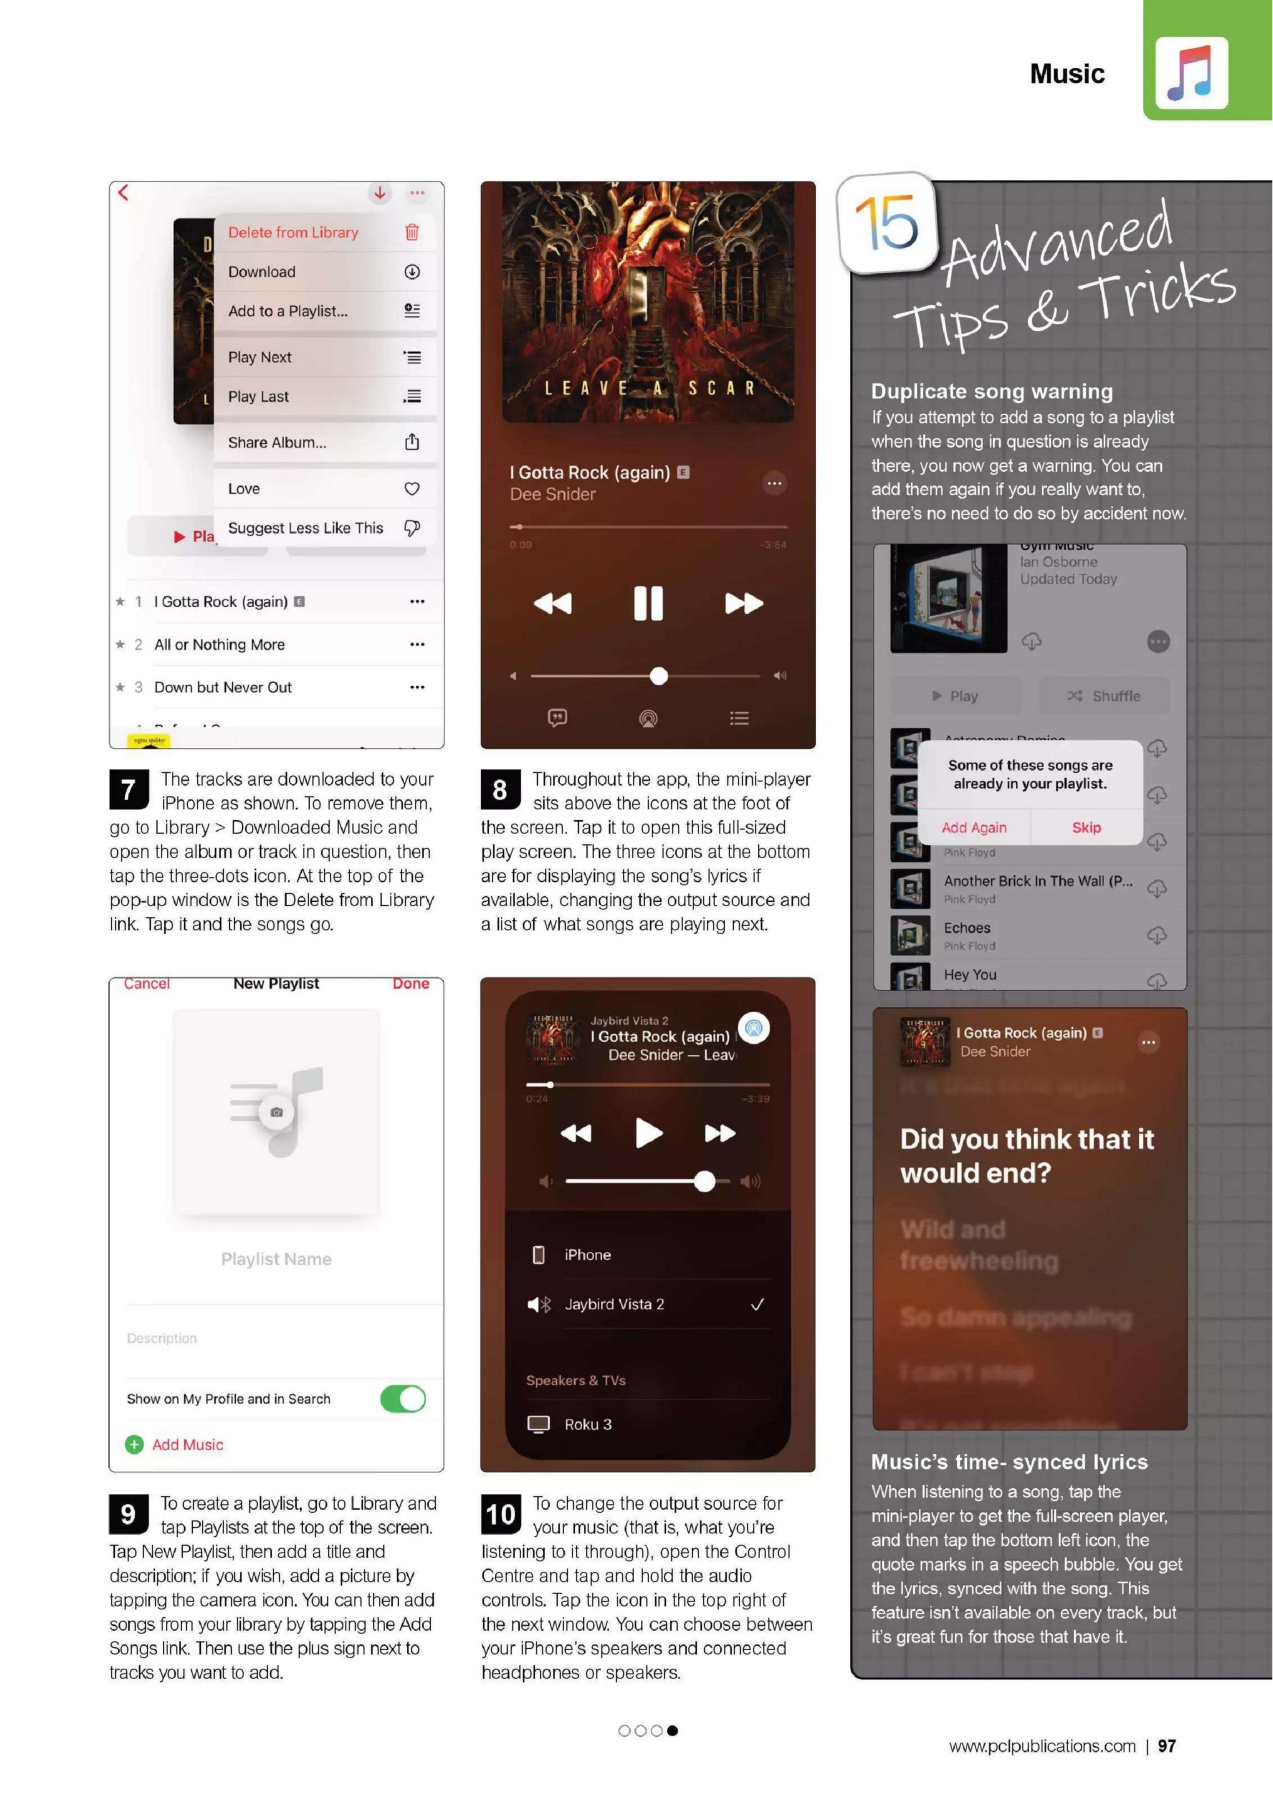 Music
Delete from Library
Download
Add to a Playlist...
Play Next
Play Last
Share Album...
Love
Suggest Less Like This
Pla
★ 1 I Gotta Rock (again) E
★ 2 All or Nothing More
★ 3 Down but Never Out
7 The tracks are downloaded to your
iPhone as shown. To remove them,
go to Library > Downloaded Music and
open the album or track in question, then
tap the three-dots icon. At the top of the
pop-up window is the Delete from Library
link. Tap it and the songs go.
LEAVE A SCAR
I Gotta Rock (again) E
Dee Snider
0:09
-3:54
8 Throughout the app, the mini-player
sits above the icons at the foot of
the screen. Tap it to open this full-sized
play screen. The three icons at the bottom
are for displaying the song's lyrics if
available, changing the output source and
a list of what songs are playing next.
Cancel New Playlist Done
Playlist Name
Description
Show on My Profile and in Search
Add Music
9 To create a playlist, go to Library and
tap Playlists at the top of the screen.
Tap New Playlist, then add a title and
description; if you wish, add a picture by
tapping the camera icon. You can then add
songs from your library by tapping the Add
Songs link. Then use the plus sign next to
tracks you want to add.
Jaybird Vista 2
I Gotta Rock (again)
Dee Snider — Leav
0:24
-3:39
iPhone
Jaybird Vista 2
Speakers & TVs
Roku 3
10 To change the output source for
your music (that is, what you're
listening to it through), open the Control
Centre and tap and hold the audio
controls. Tap the icon in the top right of
the next window. You can choose between
your iPhone's speakers and connected
headphones or speakers.
15
Advanced
Tips & Tricks
Duplicate song warning
If you attempt to add a song to a playlist
when the song in question is already
there, you now get a warning. You can
add them again if you really want to,
there's no need to do so by accident now.
Gym Music
Ian Osborne
Updated Today
Play Shuffle
Astronomy Domine
Some of these songs are
already in your playlist.
Add Again Skip
Pink Floyd
Another Brick In The Wall (P...
Pink Floyd
Echoes
Pink Floyd
Hey You
I Gotta Rock (again) E
Dee Snider
Did you think that it
would end?
Wild and
freewheeling
So damn appealing
I can't stop
Music's time- synced lyrics
When listening to a song, tap the
mini-player to get the full-screen player,
and then tap the bottom left icon, the
quote marks in a speech bubble. You get
the lyrics, synced with the song. This
feature isn't available on every track, but
it's great fun for those that have it.
www.pclpublications.com | 97